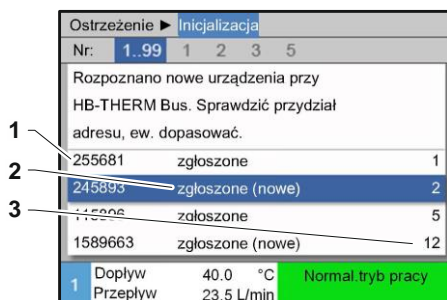 Ostrzeżenie ► Inicjalizacja
Nr: 1..99 1 2 3 5
Rozpoznano nowe urządzenia przy
HB-THERM Bus. Sprawdzić przydział
adresu, ew. dopasować.
1
255681 zgłoszone 1
2
245893 zgłoszone (nowe) 2
3
zgłoszone 5
1589663 zgłoszone (nowe) 12
1 Dopływ 40.0 °C Normal.tryb pracy
Przepływ 23.5 L/min